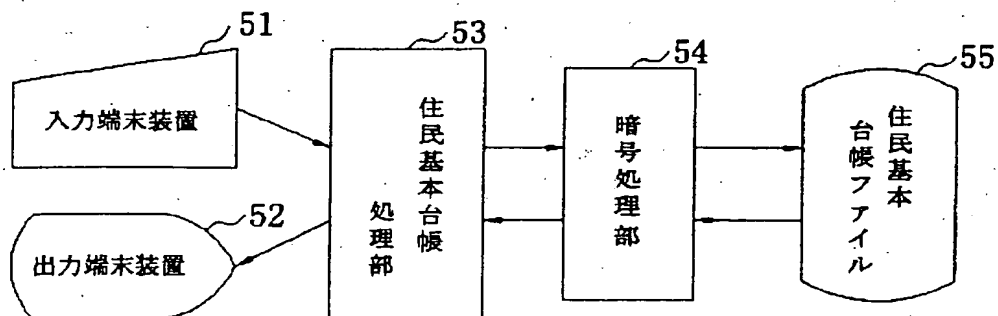 51
入力端末装置
52
出力端末装置
53
住民基本台帳
処理部
54
暗号処理部
55
住民基本
台帳ファイル